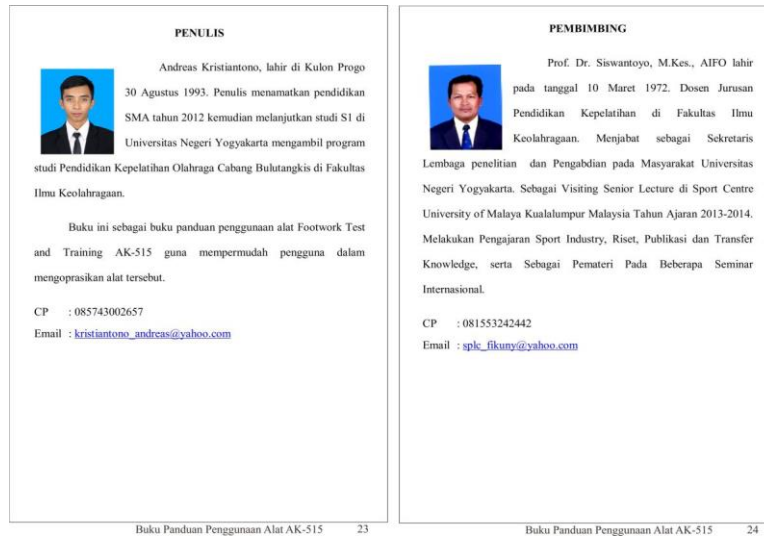 PENULIS
Andreas Kristiantono, lahir di Kulon Progo
30 Agustus 1993. Penulis menamatkan pendidikan
SMA tahun 2012 kemudian melanjutkan studi S1 di
Universitas Negeri Yogyakarta mengambil program
studi Pendidikan Kepelatihan Olahraga Cabang Bulutangkis di Fakultas
Ilmu Keolahragaan.
Buku ini sebagai buku panduan penggunaan alat Footwork Test
and Training AK-515 guna mempermudah pengguna dalam
mengoprasikan alat tersebut.
CP : 085743002657
Email : kristiantono_andreas@yahoo.com
Buku Panduan Penggunaan Alat AK-515 23
PEMBIMBING
Prof. Dr. Siswantoyo, M.Kes., AIFO lahir
pada tanggal 10 Maret 1972. Dosen Jurusan
Pendidikan Kepelatihan di Fakultas Ilmu
Keolahragaan. Menjabat sebagai Sekretaris
Lembaga penelitian dan Pengabdian pada Masyarakat Universitas
Negeri Yogyakarta. Sebagai Visiting Senior Lecture di Sport Centre
University of Malaya Kualalumpur Malaysia Tahun Ajaran 2013-2014.
Melakukan Pengajaran Sport Industry, Riset, Publikasi dan Transfer
Knowledge, serta Sebagai Pemateri Pada Beberapa Seminar
Internasional.
CP : 081553242442
Email : splc_fikuny@yahoo.com
Buku Panduan Penggunaan Alat AK-515 24